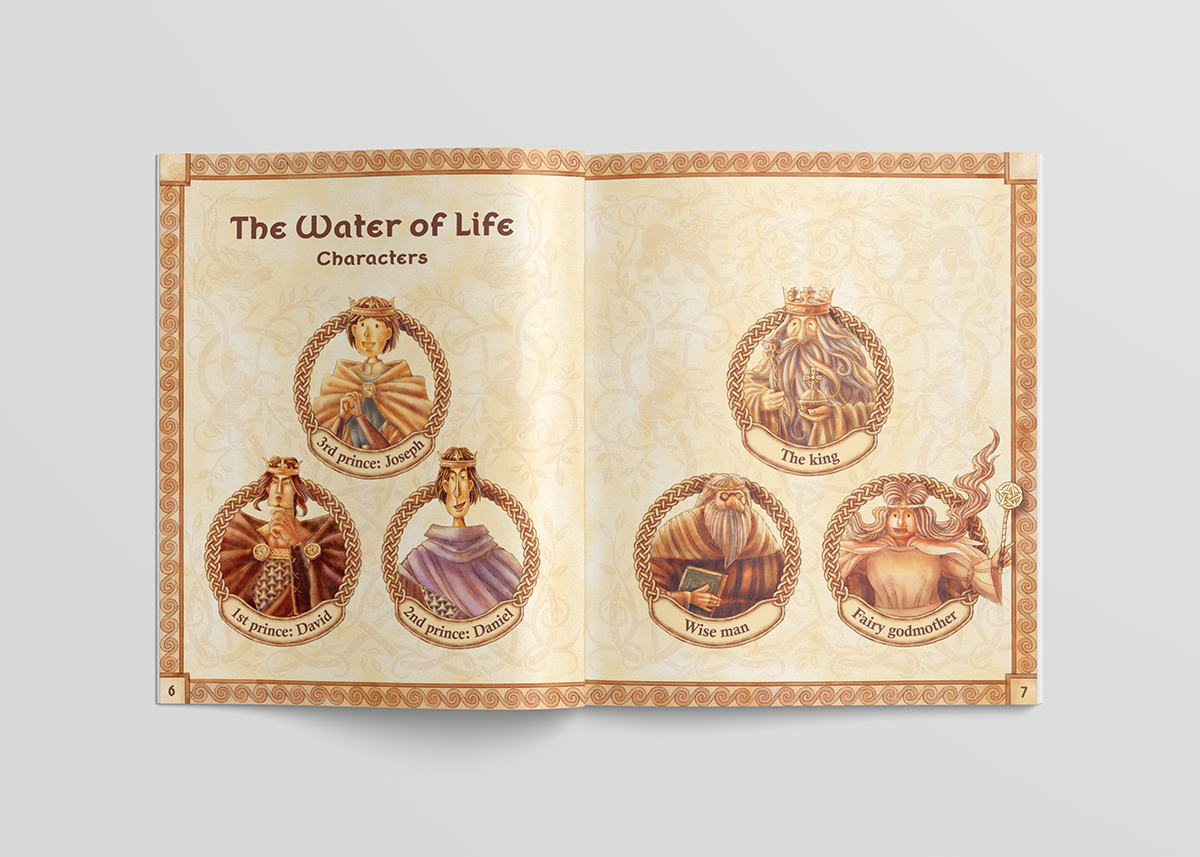 The Water of Life
Characters
3rd prince: Joseph
1st prince: David
2nd prince: Daniel
6
The king
Wise man
Fairy godmother
7